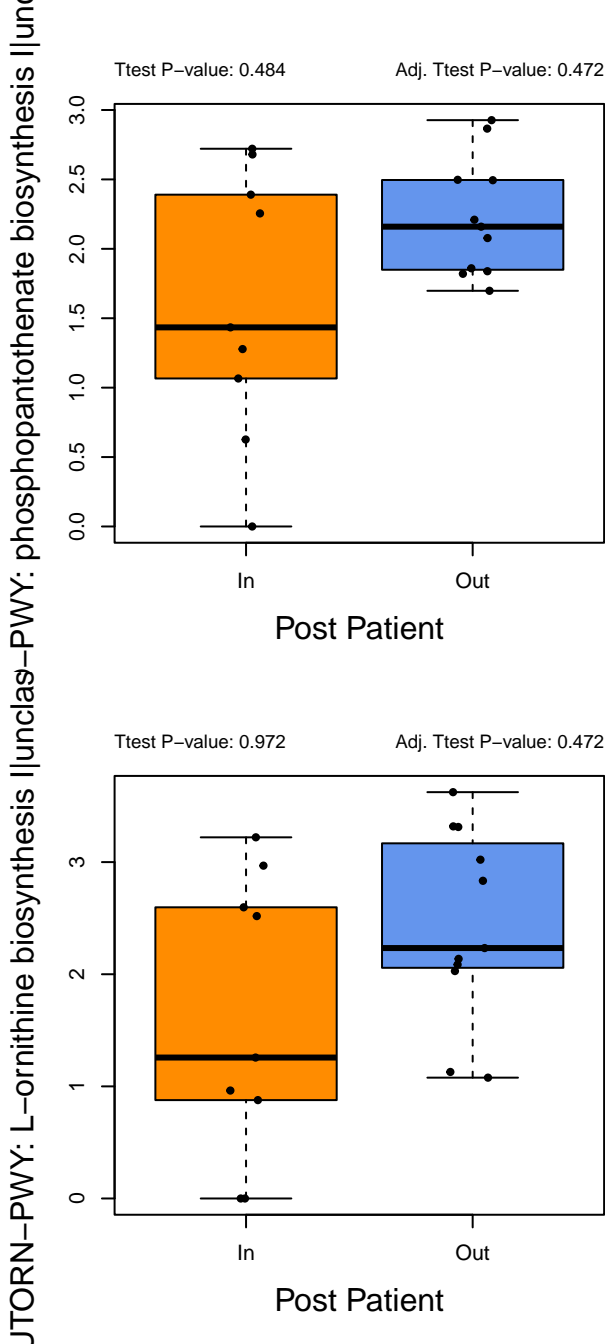 Ttest P−value: 0.484
Adj. Ttest P−value: 0.472
−PWY: phosphopantothenate biosynthesis I|unc
3.0
2.5
2.0
1.5
1.0
0.5
0.0
In
Out
Post Patient
Ttest P−value: 0.972
Adj. Ttest P−value: 0.472
UTORN−PWY: L−ornithine biosynthesis I|unclas
3
2
1
0
In
Out
Post Patient